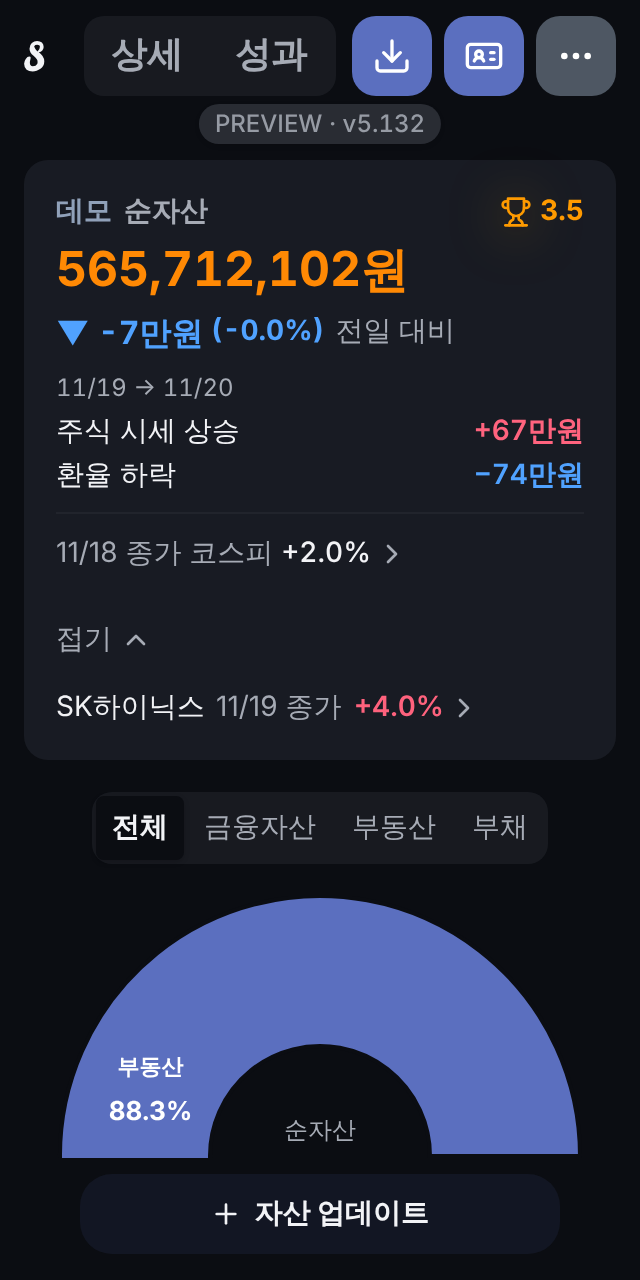 S
상세 성과
PREVIEW · v5.132
데모 순자산 3.5
565,712,102원
▼ -7만원 (-0.0%) 전일 대비
11/19 → 11/20
주식 시세 상승 +67만원
환율 하락 −74만원
11/18 종가 코스피 +2.0% >
접기
SK하이닉스 11/19 종가 +4.0% >
전체 금융자산 부동산 부채
부동산
88.3%
순자산
+ 자산 업데이트